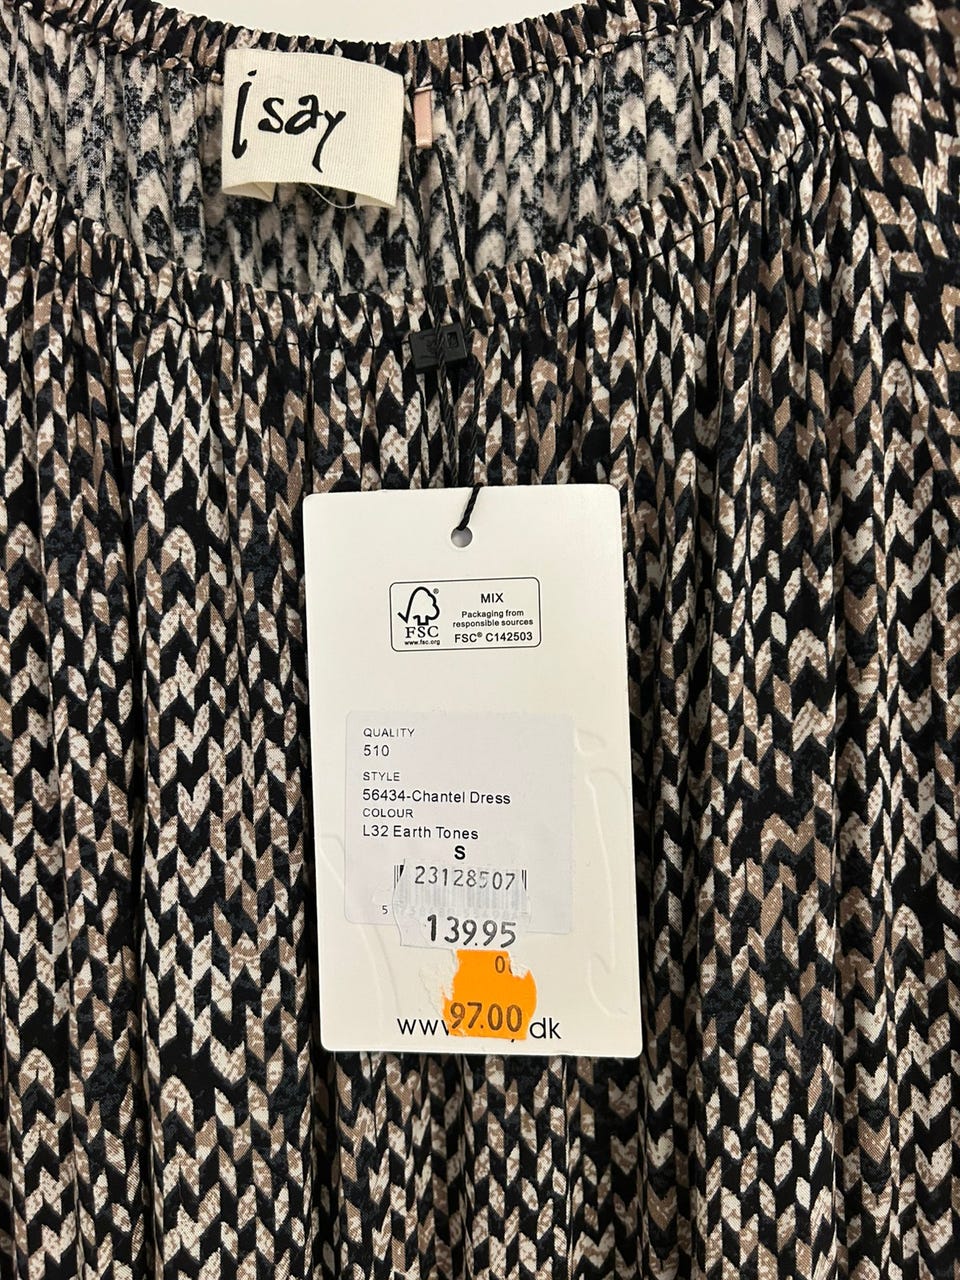 isay
FSC®
www.fsc.org
MIX
Packaging from
responsible sources
FSC® C142503
QUALITY
510
STYLE
56434-Chantel Dress
COLOUR
L32 Earth Tones
S
23128507
5
139.95
97.00
dk